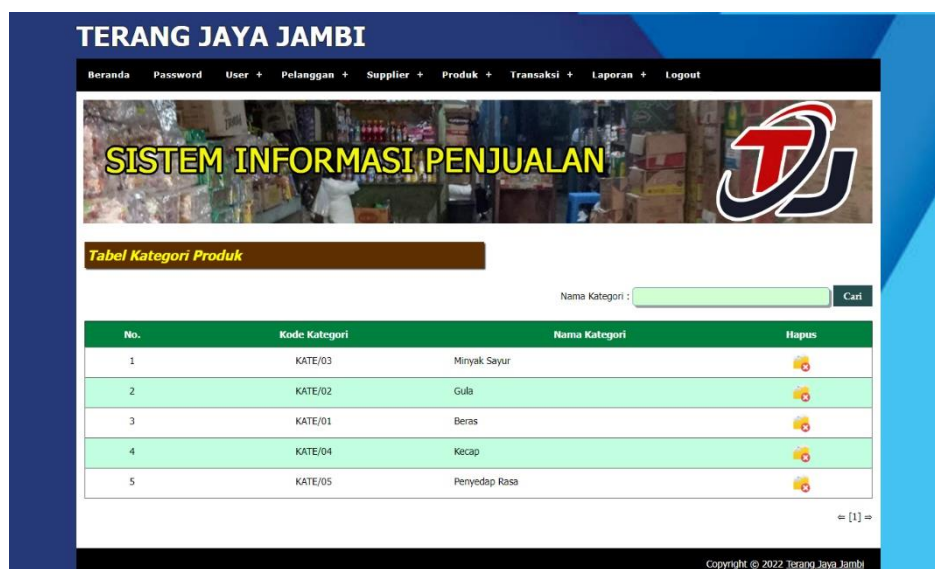 TERANG JAYA JAMBI
Beranda Password User + Pelanggan + Supplier + Produk + Transaksi + Laporan + Logout
SISTEM INFORMASI PENJUALAN
TJ
Tabel Kategori Produk
Nama Kategori : Cari
No. Kode Kategori Nama Kategori Hapus
1 KATE/03 Minyak Sayur
2 KATE/02 Gula
3 KATE/01 Beras
4 KATE/04 Kecap
5 KATE/05 Penyedap Rasa
⇐ [1] ⇒
Copyright © 2022 Terang Jaya Jambi